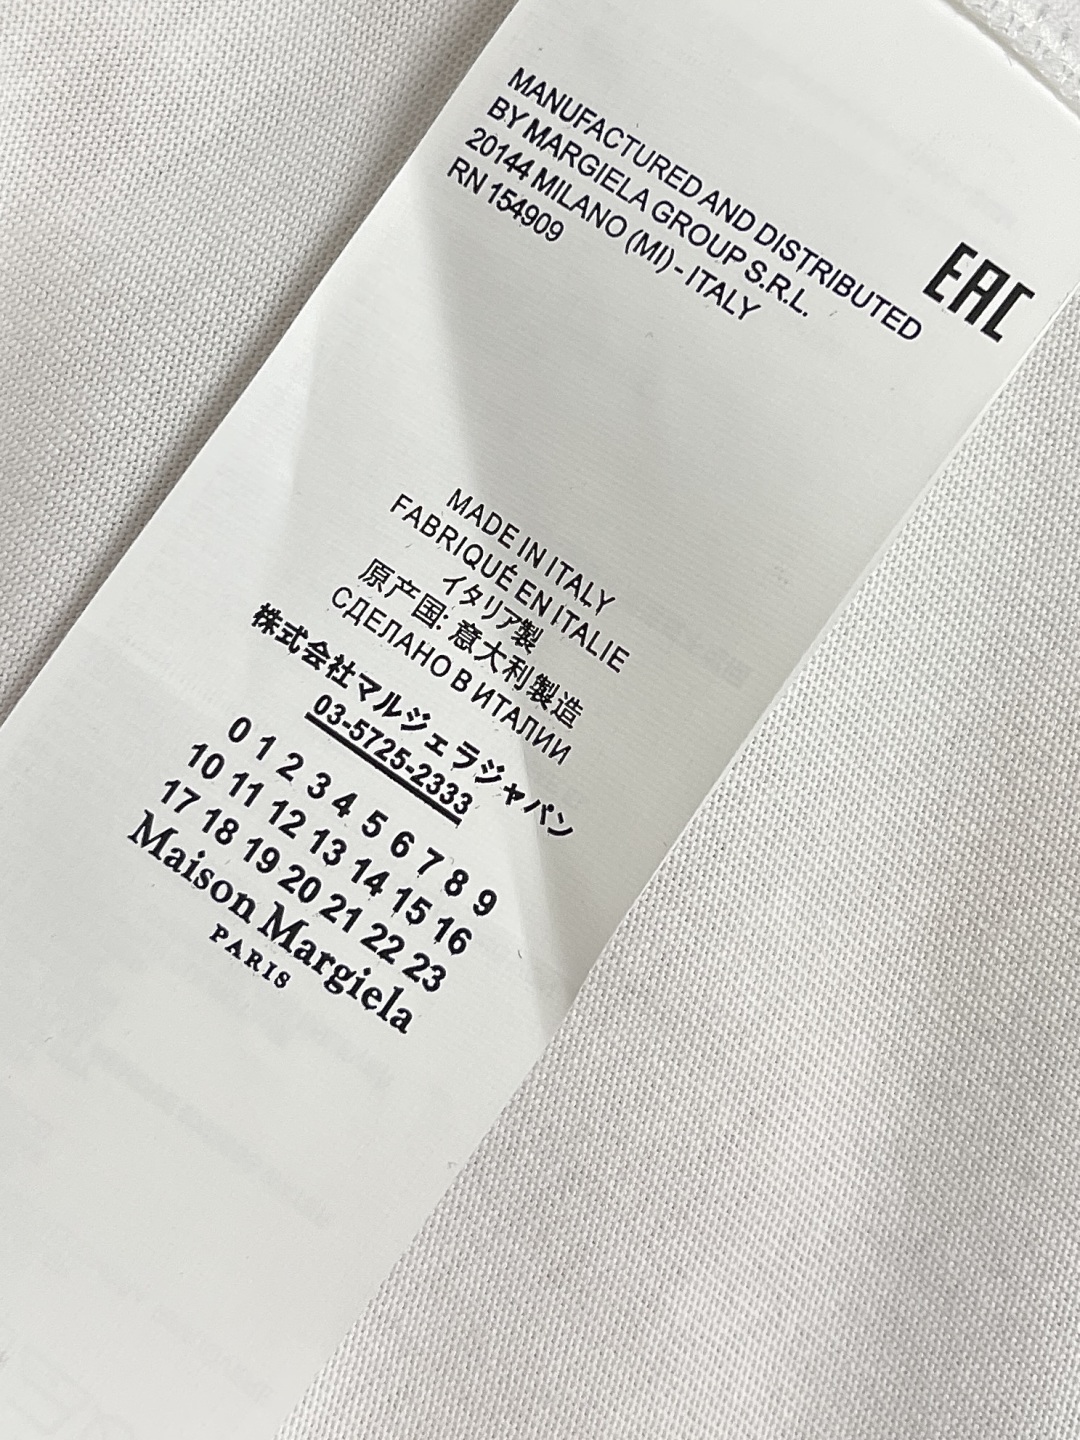 MANUFACTURED AND DISTRIBUTED
BY MARGIELA GROUP S.R.L.
20144 MILANO (MI) - ITALY
RN 154909
EAC
MADE IN ITALY
FABRIQUÉ EN ITALIE
イタリア製
原产国: 意大利製造
СДЕЛАНО В ИТАЛИИ
株式会社マルジェラジャパン
03-5725-2333
0 1 2 3 4 5 6 7 8 9
10 11 12 13 14 15 16
17 18 19 20 21 22 23
Maison Margiela
PARIS